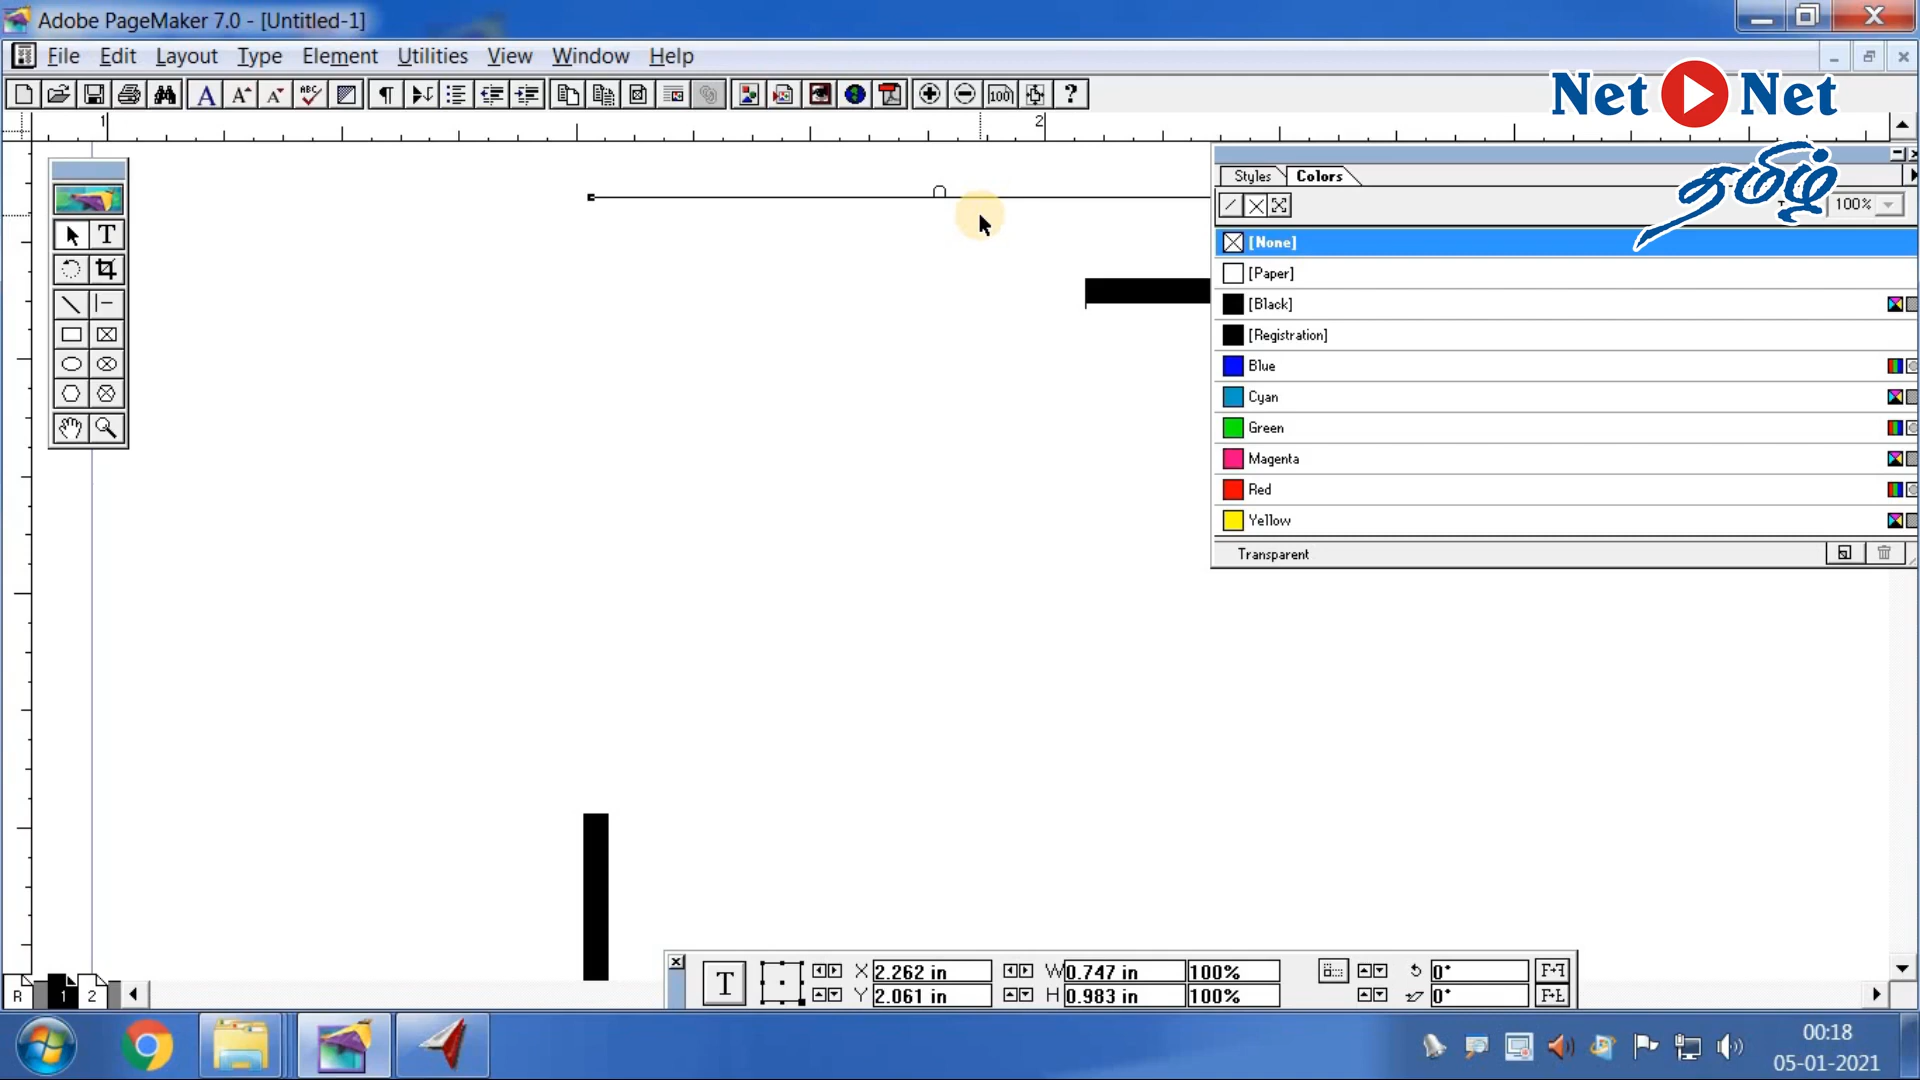 Adobe PageMaker 7.0 - [Untitled-1]
File Edit Layout Type Element Utilities View Window Help
Net Net
தமிழ்
1 2
Styles Colors
100%
[None]
[Paper]
[Black]
[Registration]
Blue
Cyan
Green
Magenta
Red
Yellow
Transparent
T
R 1 2
T X 2.262 in W 0.747 in 100% 0°
Y 2.061 in H 0.983 in 100% 0°
00:18
05-01-2021